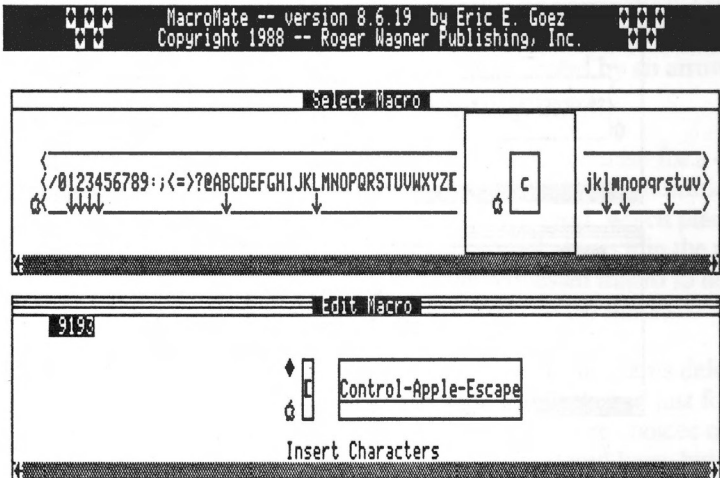 MacroMate -- version 8.6.19 by Eric E. Goez
Copyright 1988 -- Roger Wagner Publishing, Inc.
Select Macro
/0123456789:;<=>?@ABCDEFGHIJKLMNOPQRSTUVWXYZ[
c
jklmnopqrstuv
Edit Macro
9193
C
Control-Apple-Escape
Insert Characters